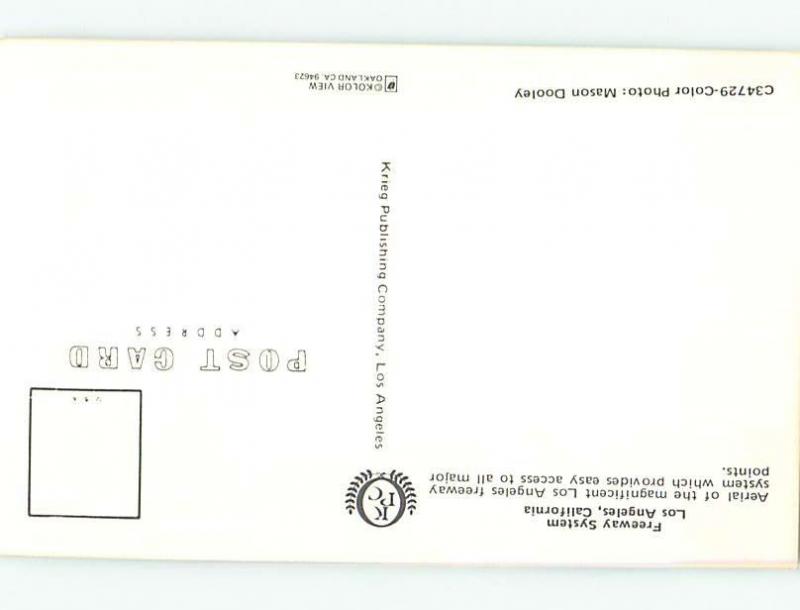 Freeway System
Los Angeles, California
Aerial of the magnificent Los Angeles freeway
system which provides easy access to all major
points.
KPC
POST CARD
ADDRESS
Krieg Publishing Company, Los Angeles
C34729-Color Photo: Mason Dooley
©KOLOR VIEW
OAKLAND CA. 94623